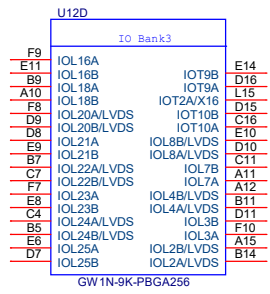 U12D
IO Bank3
F9 IOL16A
E11 IOL16B IOT9B E14
B9 IOL18A IOT9A D16
A10 IOL18B IOT2A/X16 L15
F8 IOL20A/LVDS IOT10B D15
D9 IOL20B/LVDS IOT10A C16
D8 IOL21A IOL8B/LVDS E10
E9 IOL21B IOL8A/LVDS D10
B7 IOL22A/LVDS IOL7B C11
C7 IOL22B/LVDS IOL7A A11
F7 IOL23A IOL4B/LVDS A12
E8 IOL23B IOL4A/LVDS B11
C4 IOL24A/LVDS IOL3B D11
B5 IOL24B/LVDS IOL3A F10
E6 IOL25A IOL2B/LVDS A15
D7 IOL25B IOL2A/LVDS B14
GW1N-9K-PBGA256